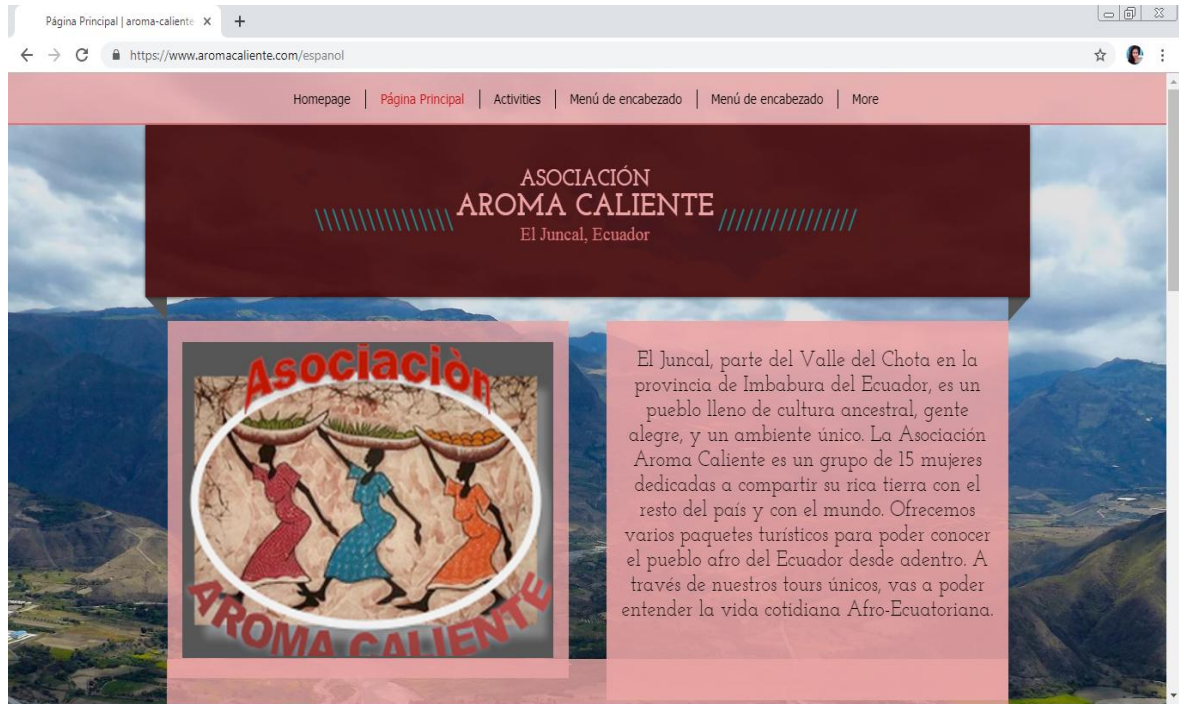 Página Principal | aroma-caliente
https://www.aromacaliente.com/espanol
Homepage
Página Principal
Activities
Menú de encabezado
Menú de encabezado
More
ASOCIACIÓN
\\\\\\\\\\\\\\\\ AROMA CALIENTE ////////////////
El Juncal, Ecuador
Asociaciòn
AROMA CALIENTE
El Juncal, parte del Valle del Chota en la
provincia de Imbabura del Ecuador, es un
pueblo lleno de cultura ancestral, gente
alegre, y un ambiente único. La Asociación
Aroma Caliente es un grupo de 15 mujeres
dedicadas a compartir su rica tierra con el
resto del país y con el mundo. Ofrecemos
varios paquetes turísticos para poder conocer
el pueblo afro del Ecuador desde adentro. A
través de nuestros tours únicos, vas a poder
entender la vida cotidiana Afro-Ecuatoriana.